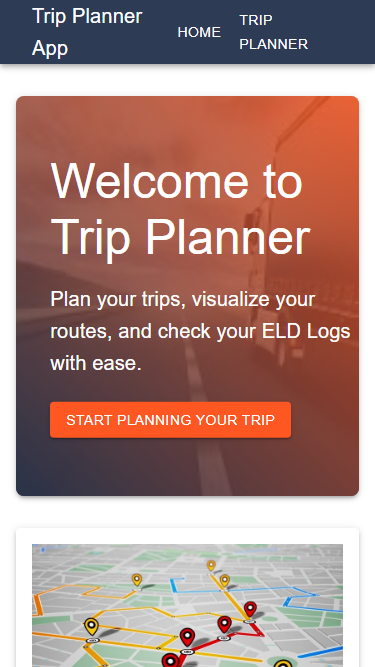 Trip Planner
App
HOME
TRIP
PLANNER
Welcome to
Trip Planner
Plan your trips, visualize your
routes, and check your ELD Logs
with ease.
START PLANNING YOUR TRIP